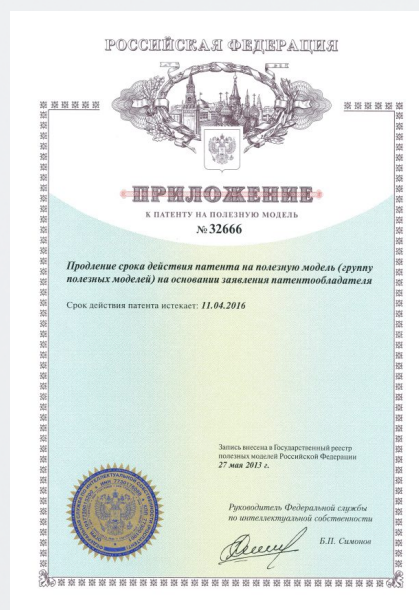 РОССИЙСКАЯ ФЕДЕРАЦИЯ
ПРИЛОЖЕНИЕ
К ПАТЕНТУ НА ПОЛЕЗНУЮ МОДЕЛЬ
№ 32666
Продление срока действия патента на полезную модель (группу
полезных моделей) на основании заявления патентообладателя
Срок действия патента истекает: 11.04.2016
Запись внесена в Государственный реестр
полезных моделей Российской Федерации
27 мая 2013 г.
Руководитель Федеральной службы
по интеллектуальной собственности
Б.П. Симонов